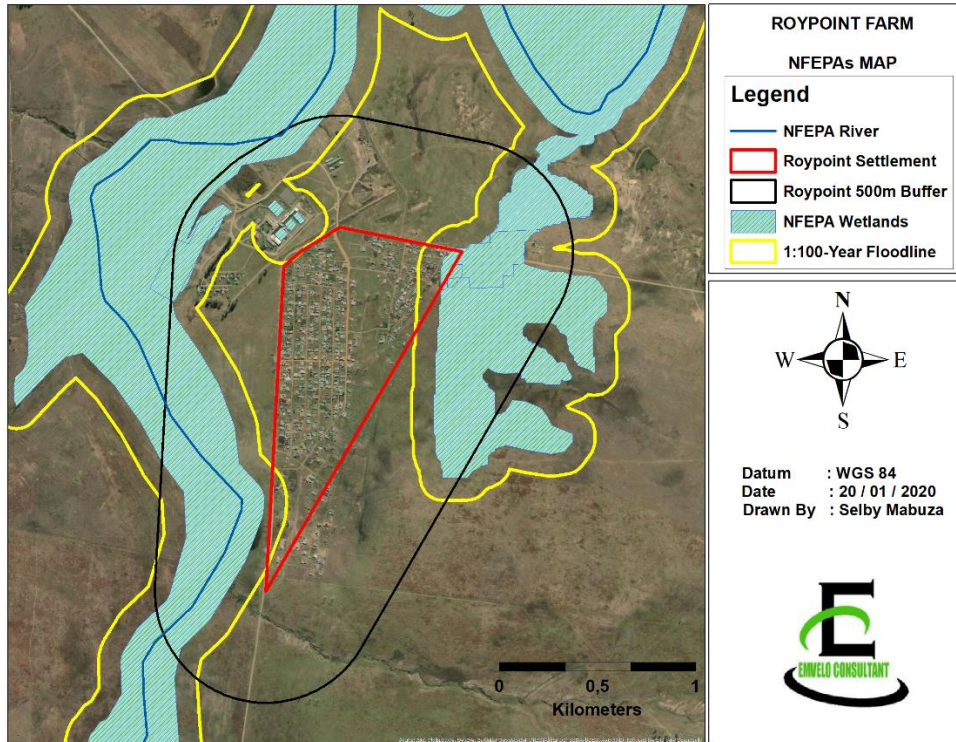 ROYPOINT FARM
NFEPAs MAP
Legend
NFEPA River
Roypoint Settlement
Roypoint 500m Buffer
NFEPA Wetlands
1:100-Year Floodline
N
W E
S
Datum : WGS 84
Date : 20 / 01 / 2020
Drawn By : Selby Mabuza
E
EMVELO CONSULTANT
0 0,5 1
Kilometers